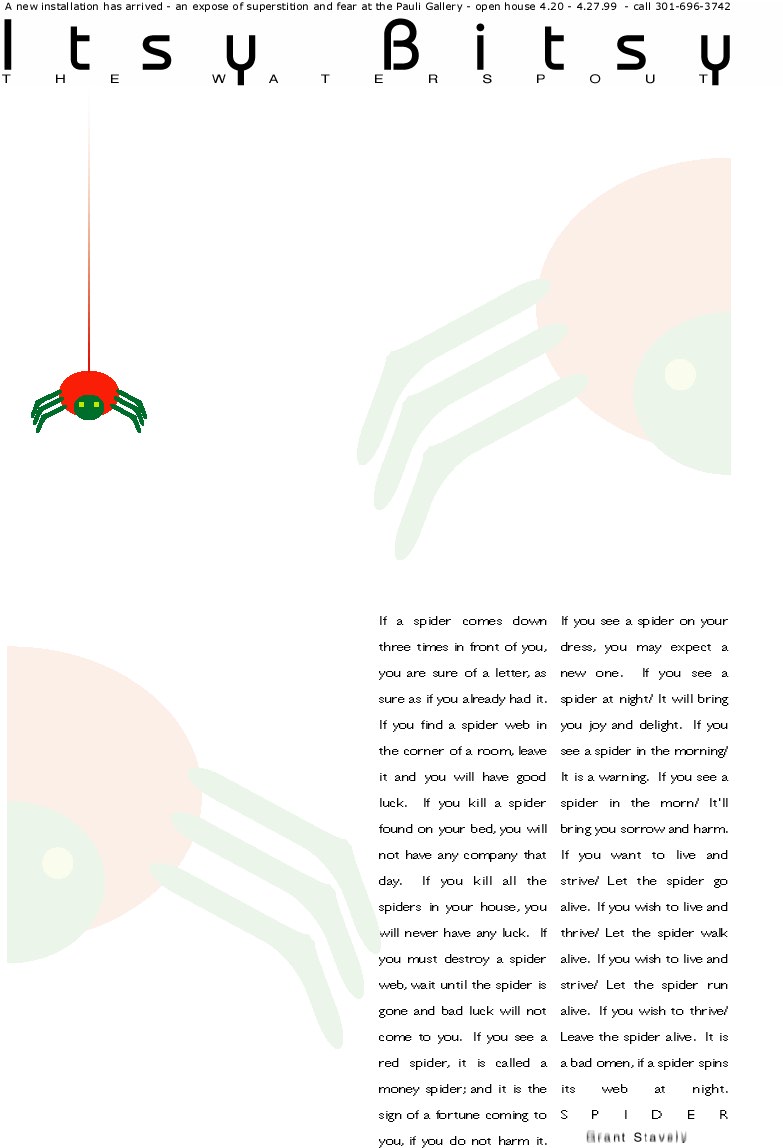 A new installation has arrived - an expose of superstition and fear at the Pauli Gallery - open house 4.20 - 4.27.99 - call 301-696-3742
Itsy Bitsy
THE WATERSPOUT
If a spider comes down
three times in front of you,
you are sure of a letter, as
sure as if you already had it.
If you find a spider web in
the corner of a room, leave
it and you will have good
luck. If you kill a spider
found on your bed, you will
not have any company that
day. If you kill all the
spiders in your house, you
will never have any luck. If
you must destroy a spider
web, wait until the spider is
gone and bad luck will not
come to you. If you see a
red spider, it is called a
money spider; and it is the
sign of a fortune coming to
you, if you do not harm it.
If you see a spider on your
dress, you may expect a
new one. If you see a
spider at night/ It will bring
you joy and delight. If you
see a spider in the morning/
It is a warning. If you see a
spider in the morn/ It'll
bring you sorrow and harm.
If you want to live and
strive/ Let the spider go
alive. If you wish to live and
thrive/ Let the spider walk
alive. If you wish to live and
strive/ Let the spider run
alive. If you wish to thrive/
Leave the spider alive. It is
a bad omen, if a spider spins
its web at night.
SPIDER
Brant Stavely